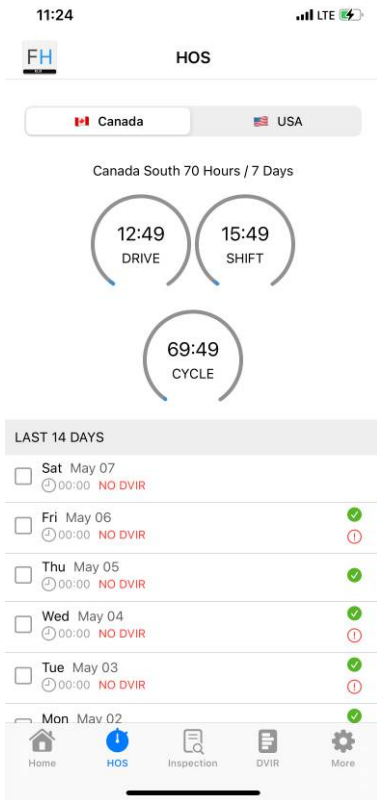 11:24
LTE
FH
HOS
Canada
USA
Canada South 70 Hours / 7 Days
12:49
DRIVE
15:49
SHIFT
69:49
CYCLE
LAST 14 DAYS
Sat May 07
00:00 NO DVIR
Fri May 06
00:00 NO DVIR
Thu May 05
00:00 NO DVIR
Wed May 04
00:00 NO DVIR
Tue May 03
00:00 NO DVIR
Mon May 02
Home
HOS
Inspection
DVIR
More